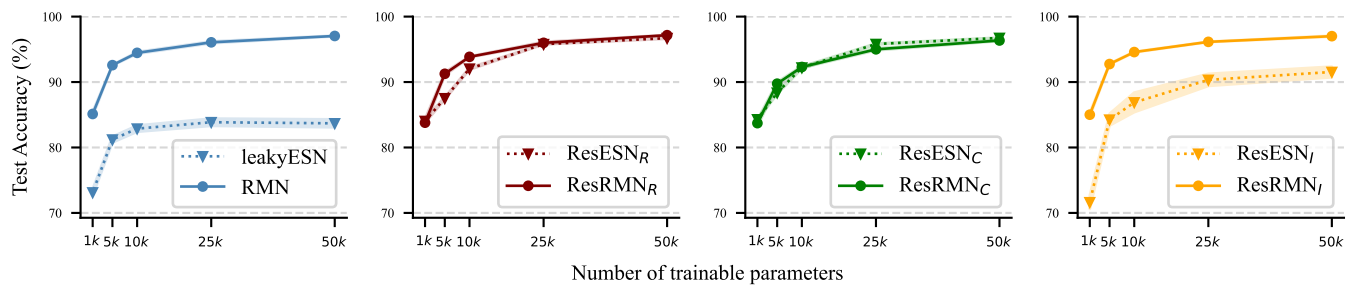 Test Accuracy (%)
100
90
80
70
leakyESN
RMN
1k 5k 10k 25k 50k
100
90
80
70
ResESN_R
ResRMN_R
1k 5k 10k 25k 50k
100
90
80
70
ResESN_C
ResRMN_C
1k 5k 10k 25k 50k
100
90
80
70
ResESN_I
ResRMN_I
1k 5k 10k 25k 50k
Number of trainable parameters